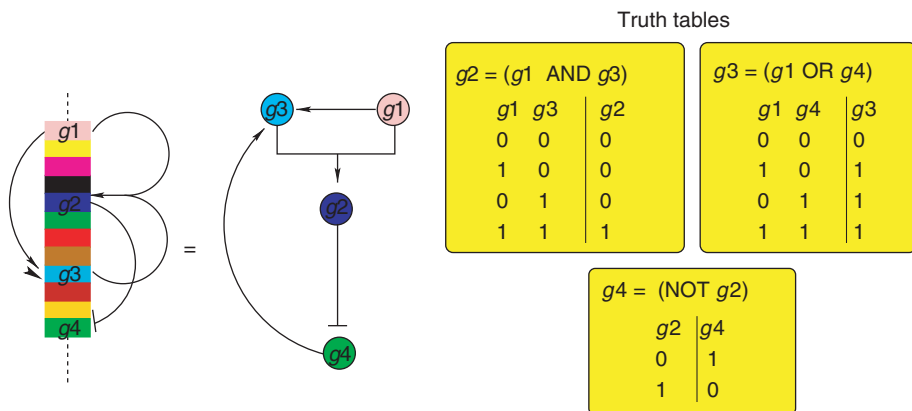 Truth tables
g1
g2
g3
g4
=
g3
g1
g2
g4
g2 = (g1 AND g3)
g1 g3 g2
0 0 0
1 0 0
0 1 0
1 1 1
g3 = (g1 OR g4)
g1 g4 g3
0 0 0
1 0 1
0 1 1
1 1 1
g4 = (NOT g2)
g2 g4
0 1
1 0